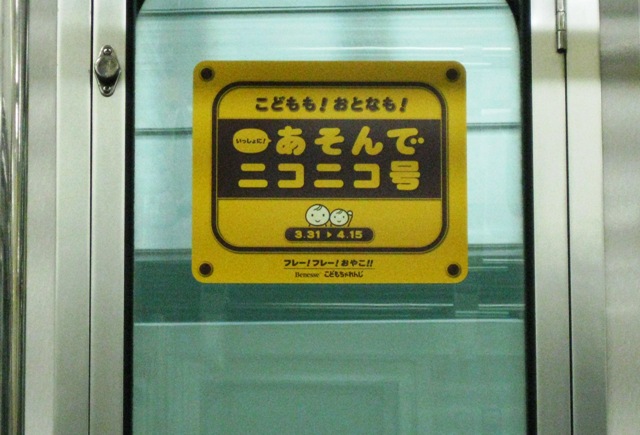 こどもも！おとなも！
いっしょに！
あそんで
ニコニコ号
3.31 ▶ 4.15
フレー！フレー！おやこ！！
Benesse こどもちゃれんじ